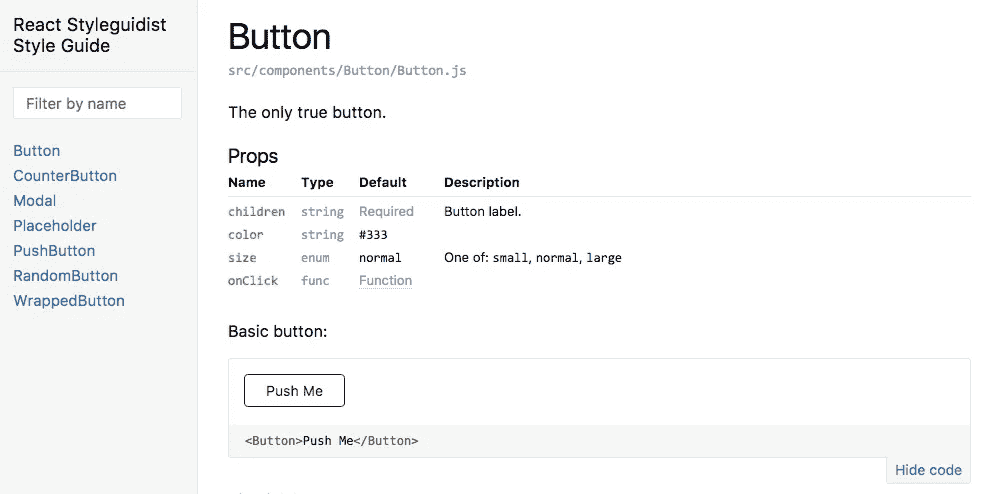 React Styleguidist
Style Guide
Filter by name
Button
CounterButton
Modal
Placeholder
PushButton
RandomButton
WrappedButton
Button
src/components/Button/Button.js
The only true button.
Props
Name Type Default Description
children string Required Button label.
color string #333
size enum normal One of: small, normal, large
onClick func Function
Basic button:
Push Me
<Button>Push Me</Button>
Hide code